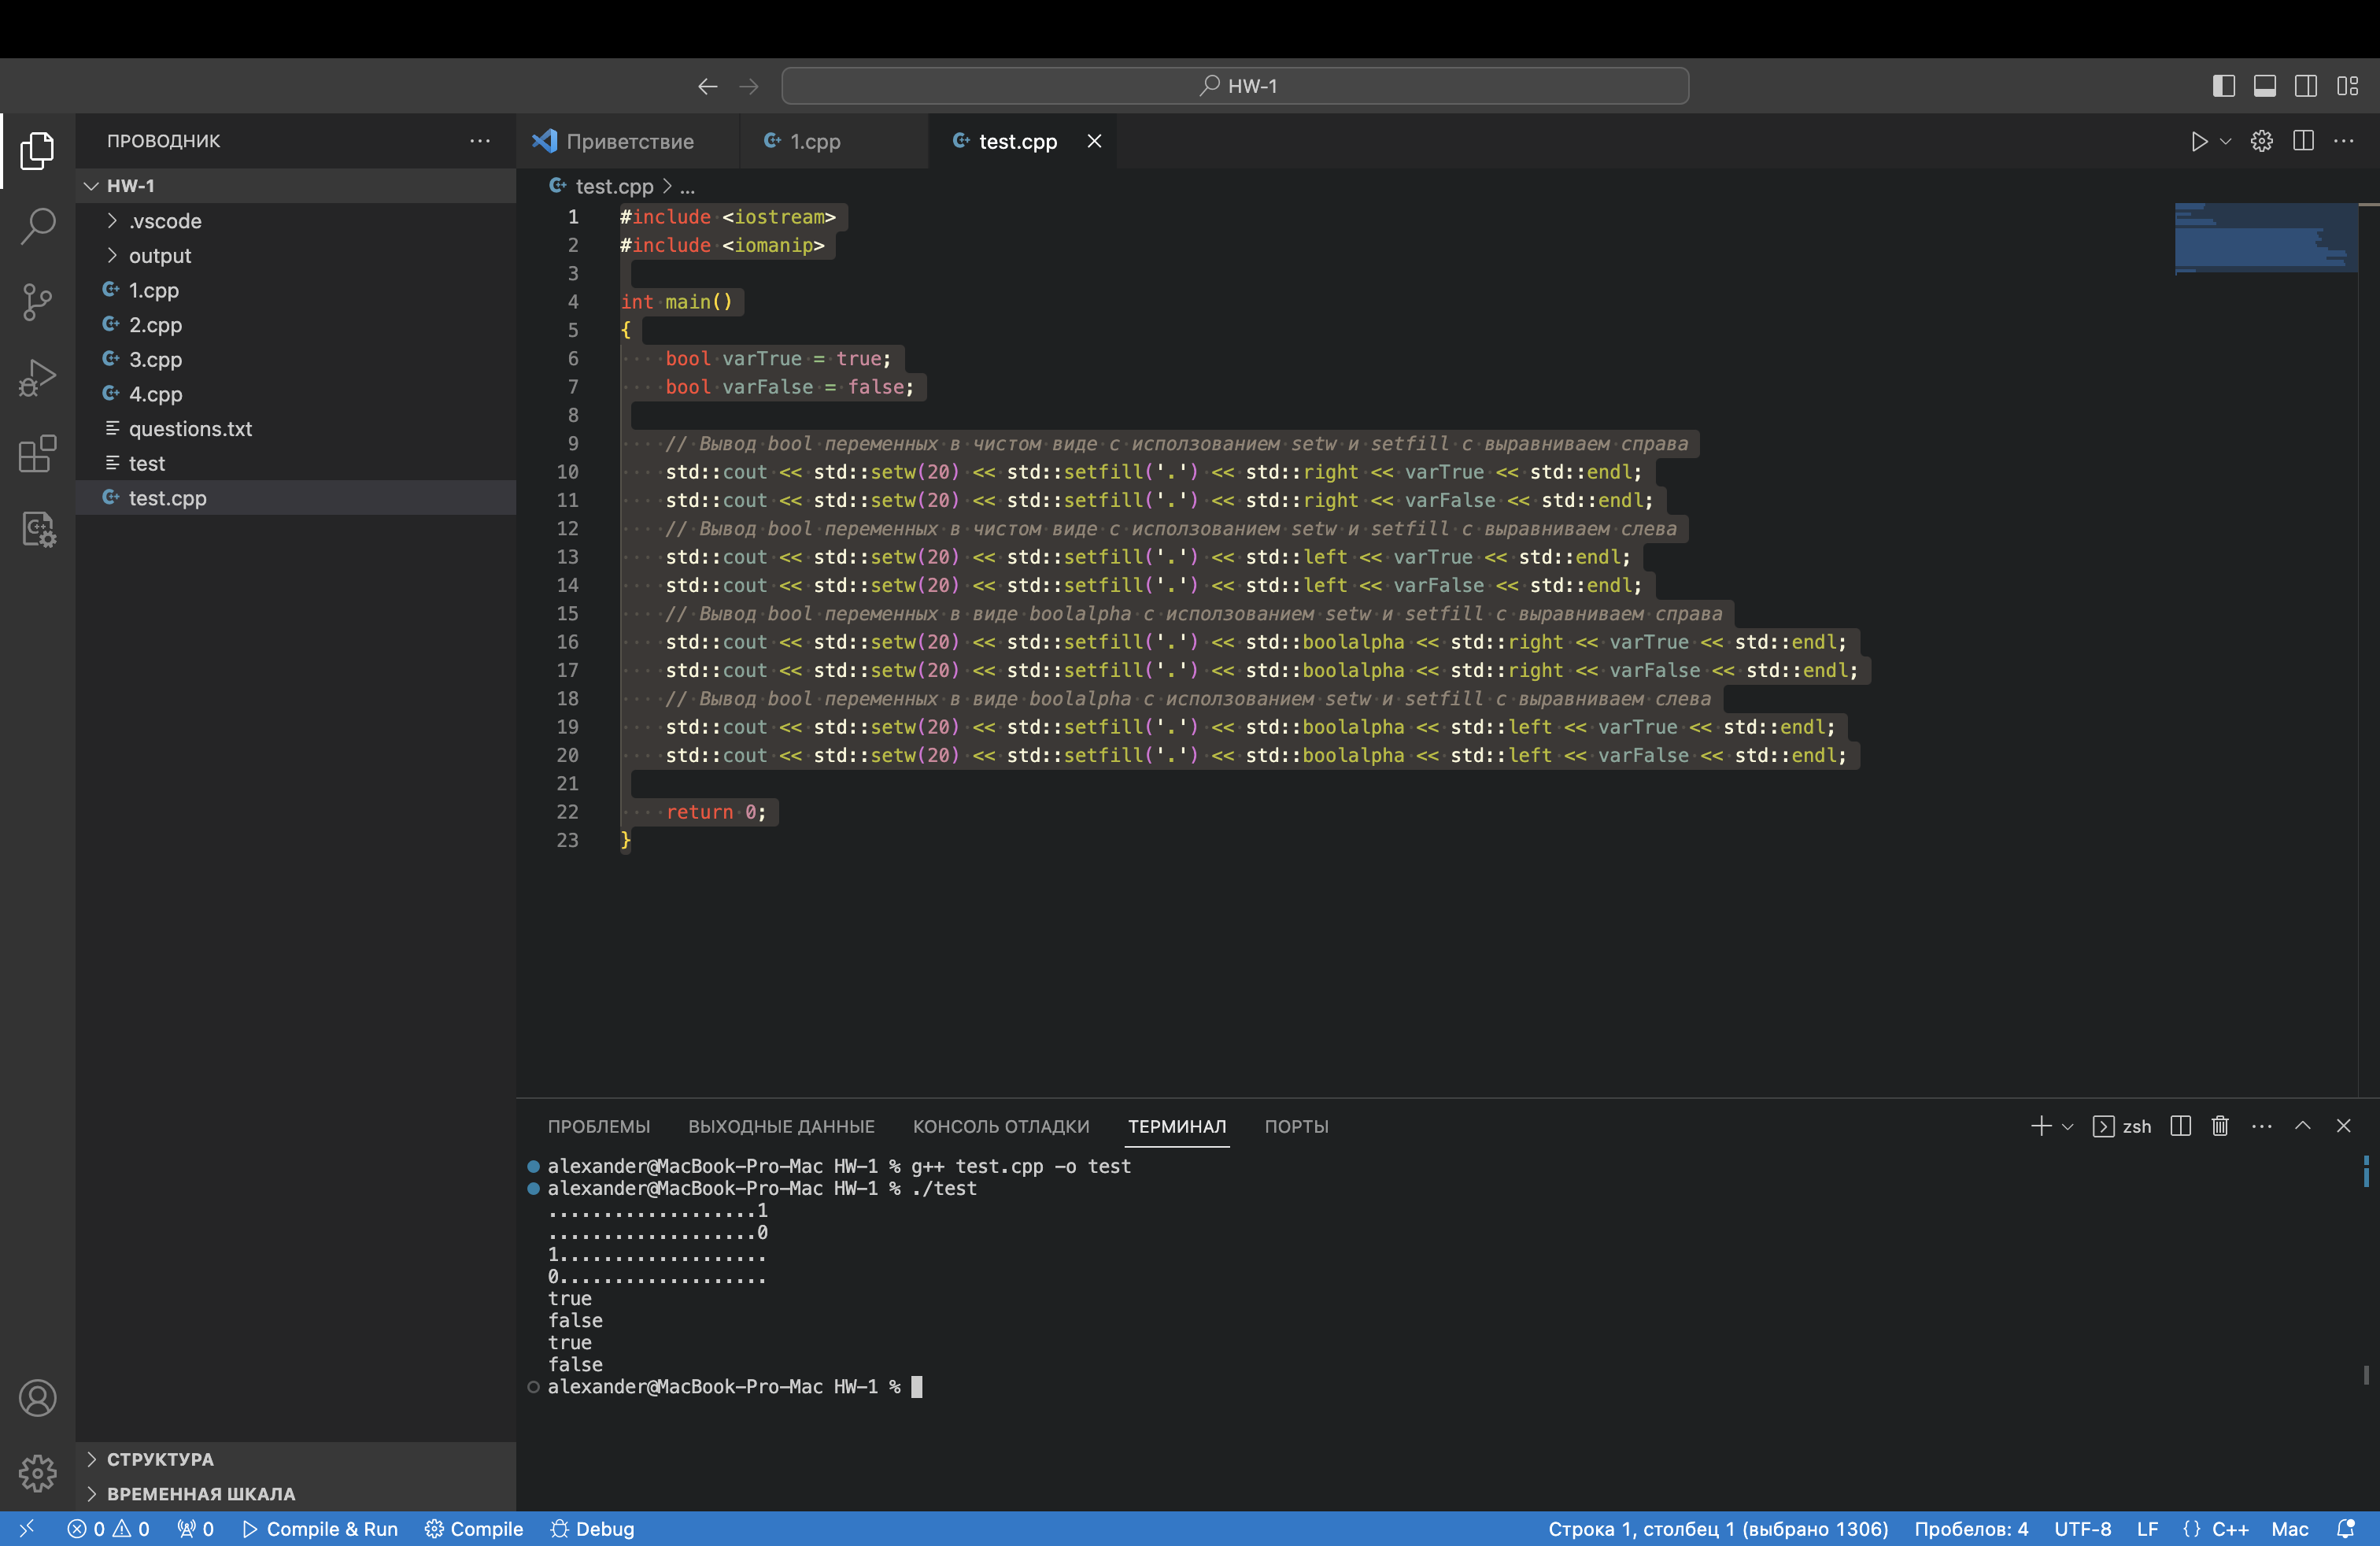 HW-1
ПРОВОДНИК
Приветствие
1.cpp
test.cpp
HW-1
test.cpp > ...
.vscode
output
1.cpp
2.cpp
3.cpp
4.cpp
questions.txt
test
test.cpp
1 #include <iostream>
2 #include <iomanip>
3
4 int main()
5 {
6     bool varTrue = true;
7     bool varFalse = false;
8
9     // Вывод bool переменных в чистом виде с исползованием setw и setfill с выравниваем справа
10     std::cout << std::setw(20) << std::setfill('.') << std::right << varTrue << std::endl;
11     std::cout << std::setw(20) << std::setfill('.') << std::right << varFalse << std::endl;
12     // Вывод bool переменных в чистом виде с исползованием setw и setfill с выравниваем слева
13     std::cout << std::setw(20) << std::setfill('.') << std::left << varTrue << std::endl;
14     std::cout << std::setw(20) << std::setfill('.') << std::left << varFalse << std::endl;
15     // Вывод bool переменных в виде boolalpha с исползованием setw и setfill с выравниваем справа
16     std::cout << std::setw(20) << std::setfill('.') << std::boolalpha << std::right << varTrue << std::endl;
17     std::cout << std::setw(20) << std::setfill('.') << std::boolalpha << std::right << varFalse << std::endl;
18     // Вывод bool переменных в виде boolalpha с исползованием setw и setfill с выравниваем слева
19     std::cout << std::setw(20) << std::setfill('.') << std::boolalpha << std::left << varTrue << std::endl;
20     std::cout << std::setw(20) << std::setfill('.') << std::boolalpha << std::left << varFalse << std::endl;
21
22     return 0;
23 }
ПРОБЛЕМЫ ВЫХОДНЫЕ ДАННЫЕ КОНСОЛЬ ОТЛАДКИ ТЕРМИНАЛ ПОРТЫ
zsh
alexander@MacBook-Pro-Mac HW-1 % g++ test.cpp -o test
alexander@MacBook-Pro-Mac HW-1 % ./test
...................1
...................0
1...................
0...................
true
false
true
false
alexander@MacBook-Pro-Mac HW-1 %
СТРУКТУРА
ВРЕМЕННАЯ ШКАЛА
0 0 0 Compile & Run Compile Debug Строка 1, столбец 1 (выбрано 1306) Пробелов: 4 UTF-8 LF {} C++ Mac